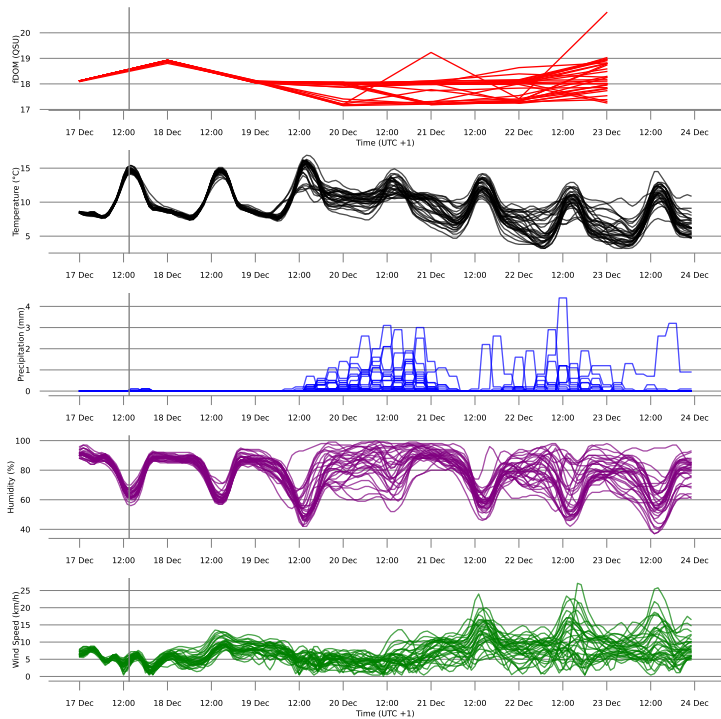 fDOM (QSU)
20
19
18
17
17 Dec 12:00 18 Dec 12:00 19 Dec 12:00 20 Dec 12:00 21 Dec 12:00 22 Dec 12:00 23 Dec 12:00 24 Dec
Time (UTC +1)
Temperature (°C)
15
10
5
17 Dec 12:00 18 Dec 12:00 19 Dec 12:00 20 Dec 12:00 21 Dec 12:00 22 Dec 12:00 23 Dec 12:00 24 Dec
Precipitation (mm)
4
3
2
1
0
17 Dec 12:00 18 Dec 12:00 19 Dec 12:00 20 Dec 12:00 21 Dec 12:00 22 Dec 12:00 23 Dec 12:00 24 Dec
Humidity (%)
100
80
60
40
17 Dec 12:00 18 Dec 12:00 19 Dec 12:00 20 Dec 12:00 21 Dec 12:00 22 Dec 12:00 23 Dec 12:00 24 Dec
Wind Speed (km/h)
25
20
15
10
5
0
17 Dec 12:00 18 Dec 12:00 19 Dec 12:00 20 Dec 12:00 21 Dec 12:00 22 Dec 12:00 23 Dec 12:00 24 Dec
Time (UTC +1)